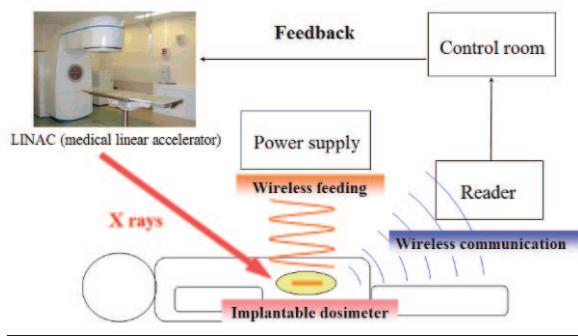 Feedback
Control room
LINAC (medical linear accelerator)
Power supply
Wireless feeding
Reader
X rays
Wireless communication
Implantable dosimeter